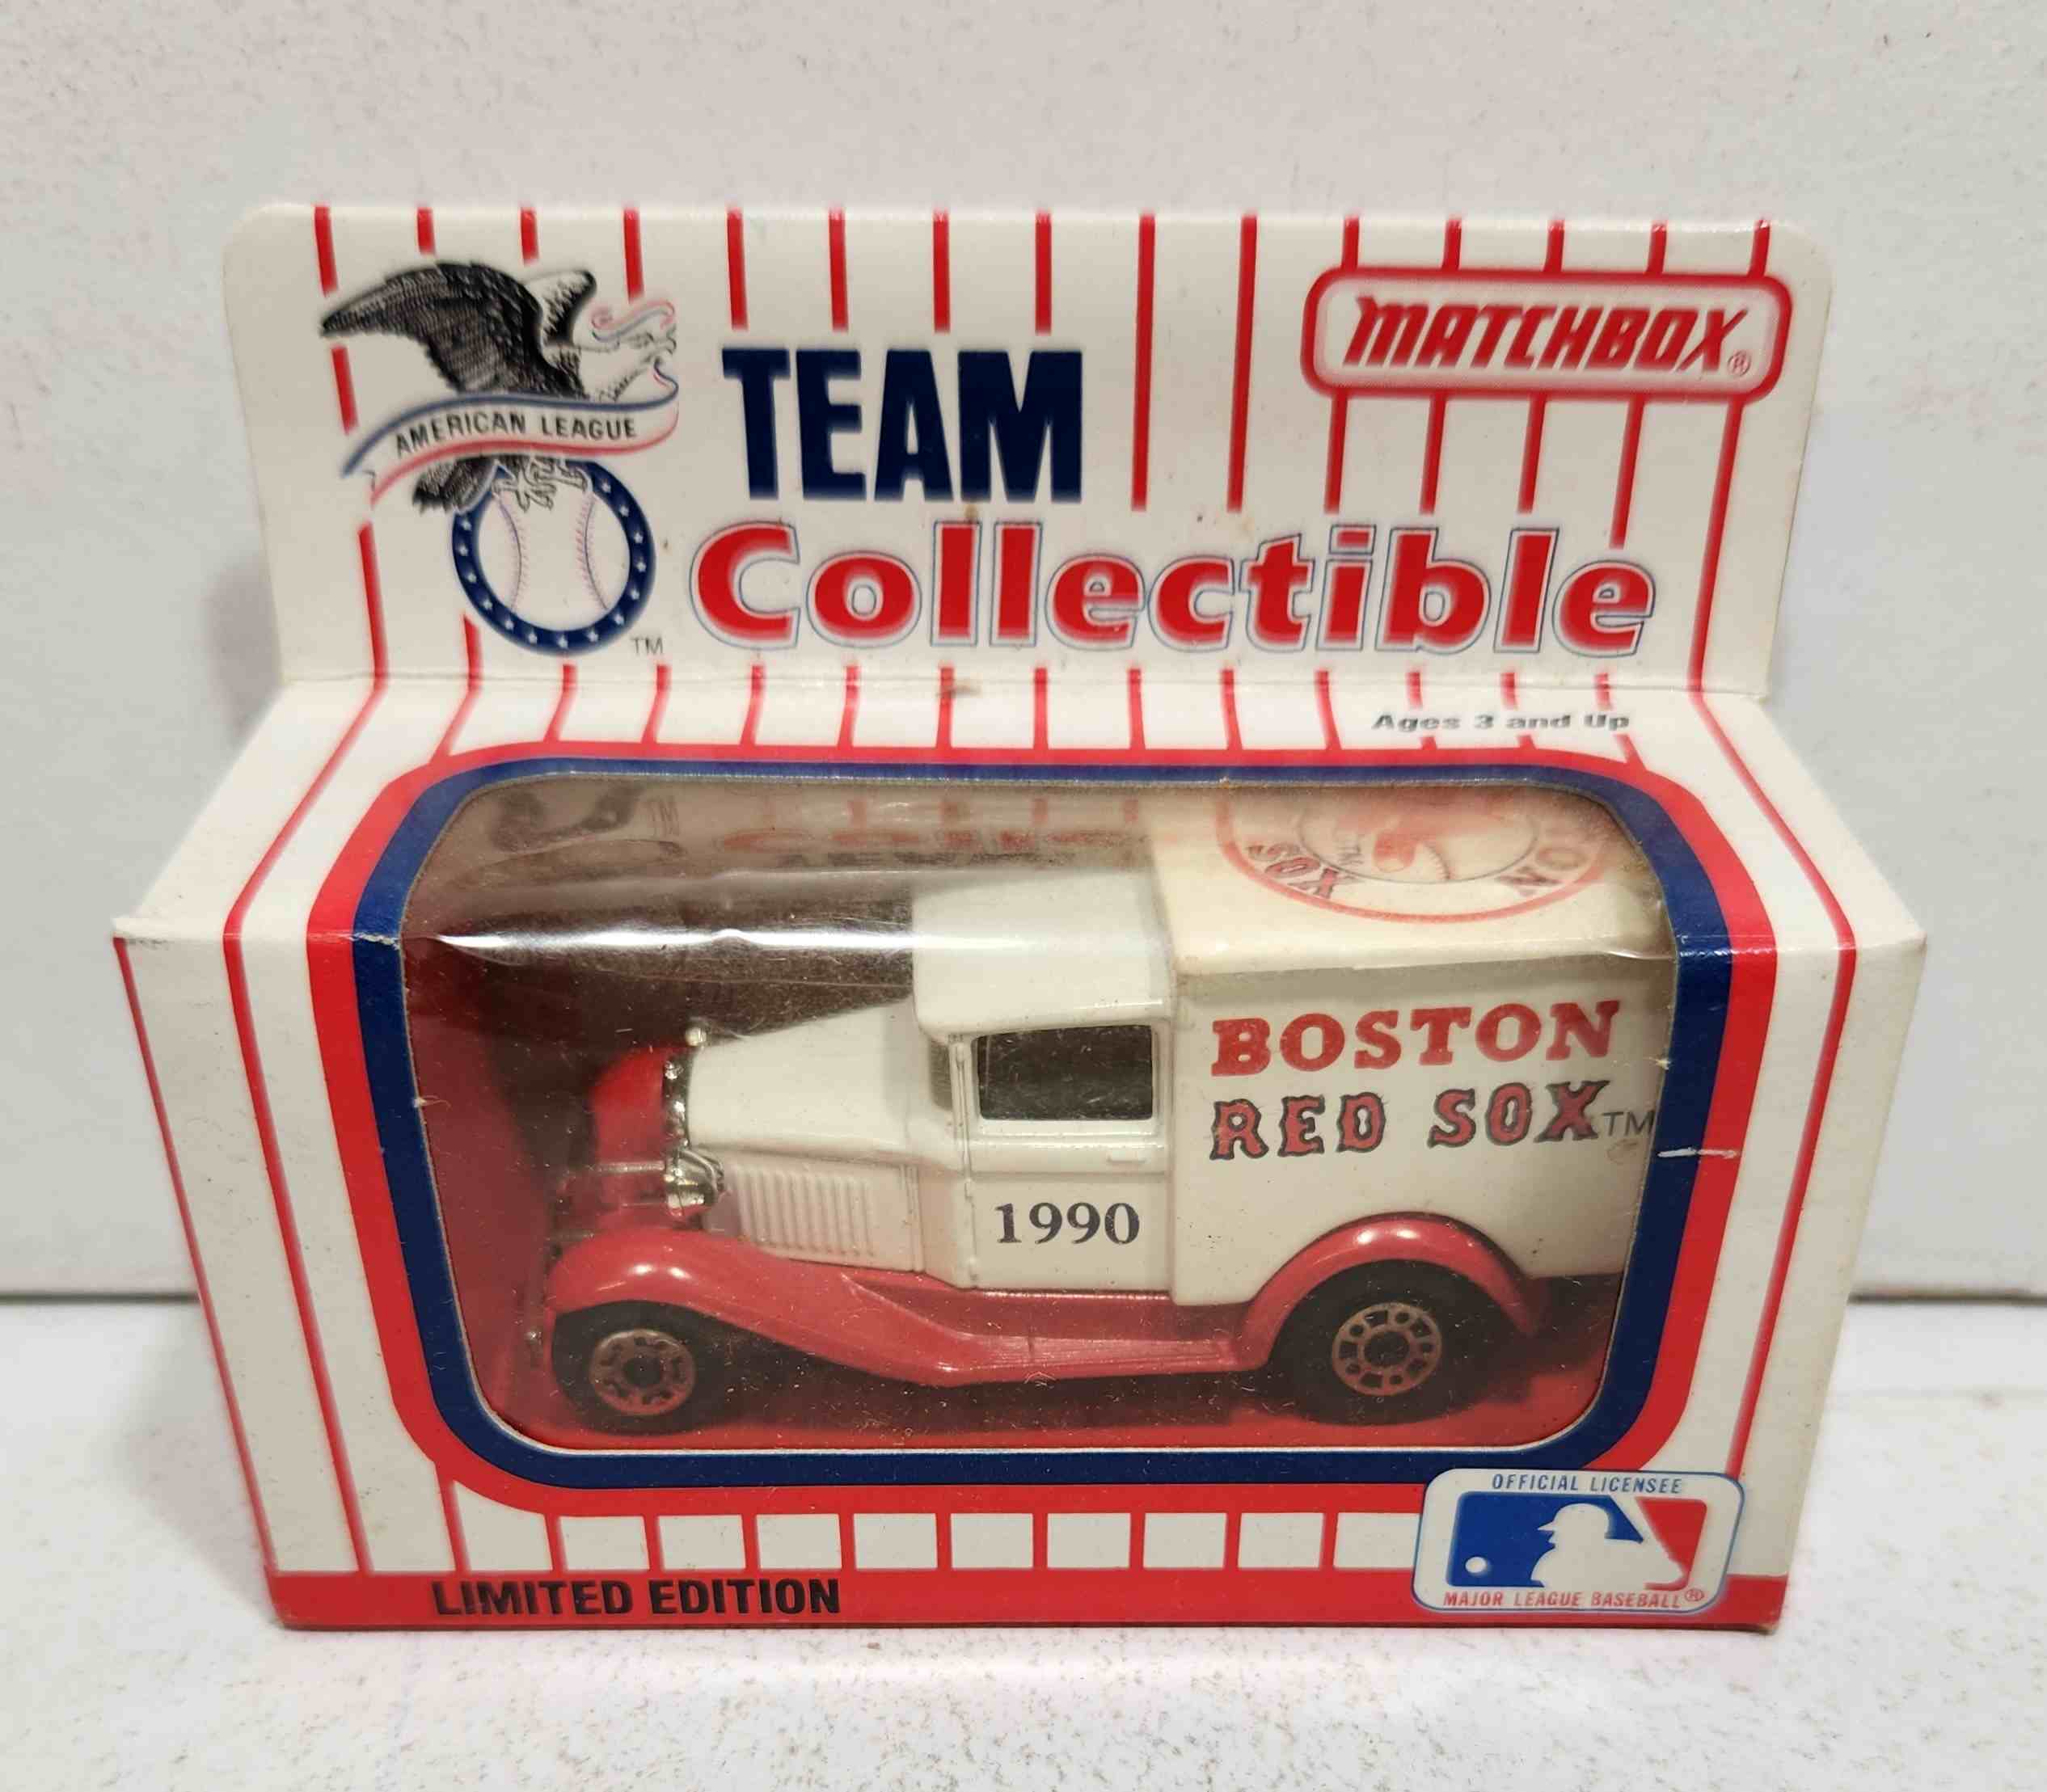 MATCHBOX®
AMERICAN LEAGUE
TEAM
Collectible
TM
Ages 3 and Up
SOX
BOSTON
RED SOX TM
1990
OFFICIAL LICENSEE
LIMITED EDITION
MAJOR LEAGUE BASEBALL®